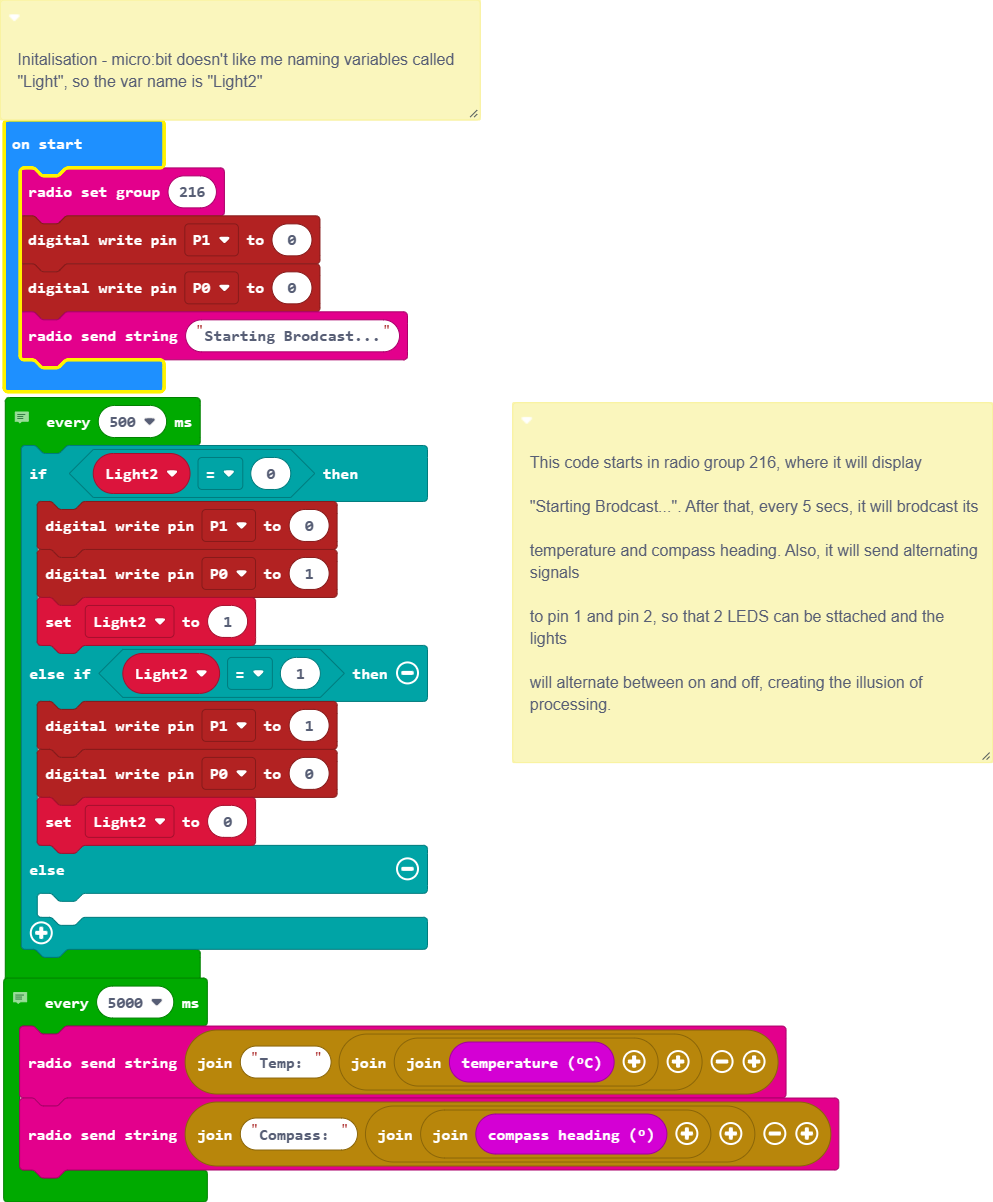 Initalisation - micro:bit doesn't like me naming variables called
"Light", so the var name is "Light2"
on start
radio set group 216
digital write pin P1 to 0
digital write pin P0 to 0
radio send string "Starting Brodcast..."
every 500 ms
if Light2 = 0 then
digital write pin P1 to 0
digital write pin P0 to 1
set Light2 to 1
else if Light2 = 1 then
digital write pin P1 to 1
digital write pin P0 to 0
set Light2 to 0
else
This code starts in radio group 216, where it will display
"Starting Brodcast...". After that, every 5 secs, it will brodcast its
temperature and compass heading. Also, it will send alternating
signals
to pin 1 and pin 2, so that 2 LEDS can be sttached and the
lights
will alternate between on and off, creating the illusion of
processing.
every 5000 ms
radio send string join "Temp: " join join temperature (ºC)
radio send string join "Compass: " join join compass heading (º)